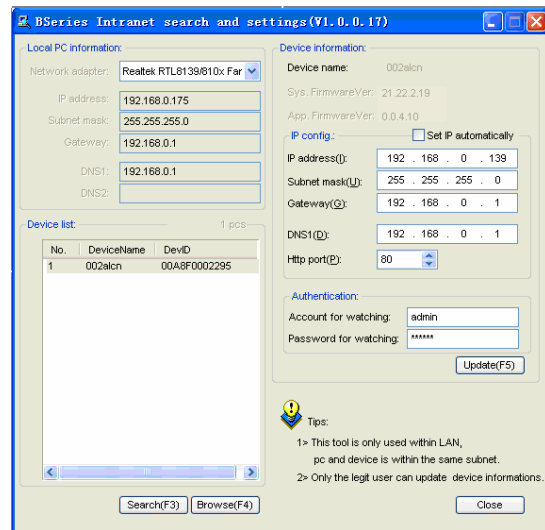 BSeries Intranet search and settings(V1.0.0.17)
Local PC information:
Network adapter: Realtek RTL8139/810x Far
IP address: 192.168.0.175
Subnet mask: 255.255.255.0
Gateway: 192.168.0.1
DNS1: 192.168.0.1
DNS2:
Device list: 1 pcs
No. DeviceName DevID
1 002alcn 00A8F0002295
Search(F3) Browse(F4)
Device information:
Device name: 002alcn
Sys. FirmwareVer: 21.22.2.19
App. FirmwareVer: 0.0.4.10
IP config.: Set IP automatically
IP address(I): 192 . 168 . 0 . 139
Subnet mask(U): 255 . 255 . 255 . 0
Gateway(G): 192 . 168 . 0 . 1
DNS1(D): 192 . 168 . 0 . 1
Http port(P): 80
Authentication:
Account for watching: admin
Password for watching: ******
Update(F5)
Tips:
1> This tool is only used within LAN,
pc and device is within the same subnet.
2> Only the legit user can update device informations.
Close